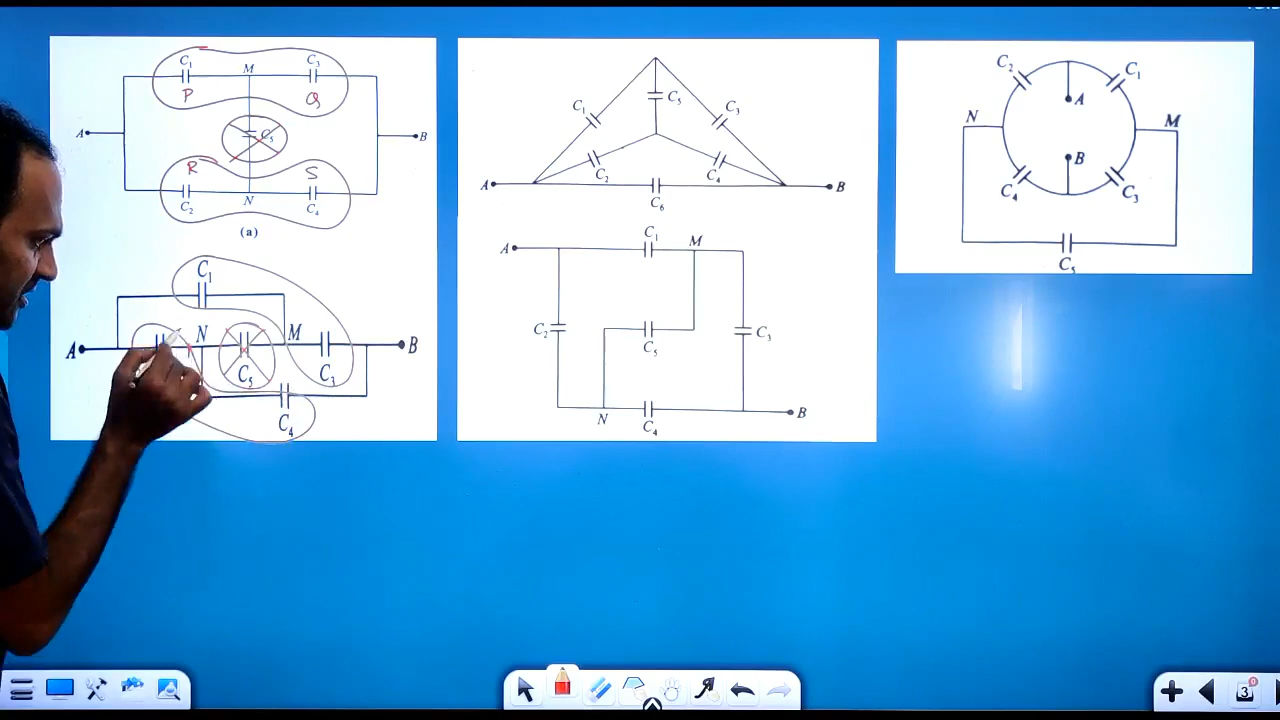 C₁ M C₃
P Q
A C₅ B
R S
C₂ N C₄
(a)
C₁
A N M B
C₅ C₃
C₄
C₁ C₅ C₃
C₂ C₄
A B
C₆
A C₁ M
C₂ C₅ C₃
N C₄ B
C₂ C₁
A
N M
B
C₄ C₃
C₅
3